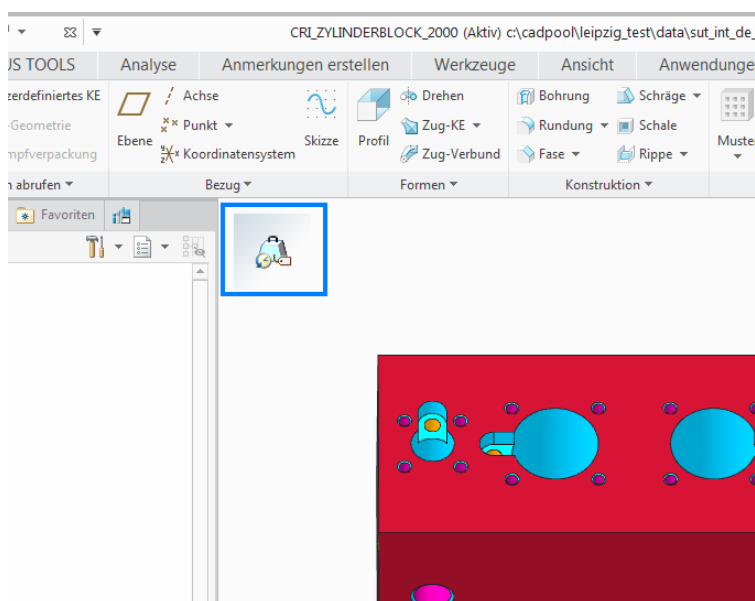 CRI_ZYLINDERBLOCK_2000 (Aktiv) c:\cadpool\leipzig_test\data\sut_int_de_
US TOOLS Analyse Anmerkungen erstellen Werkzeuge Ansicht Anwendunge
zerdefiniertes KE Achse Drehen Bohrung Schräge
-Geometrie Punkt Zug-KE Rundung Schale
Ebene Skizze Profil Muste
mpfverpackung Koordinatensystem Zug-Verbund Fase Rippe
n abrufen Bezug Formen Konstruktion
Favoriten